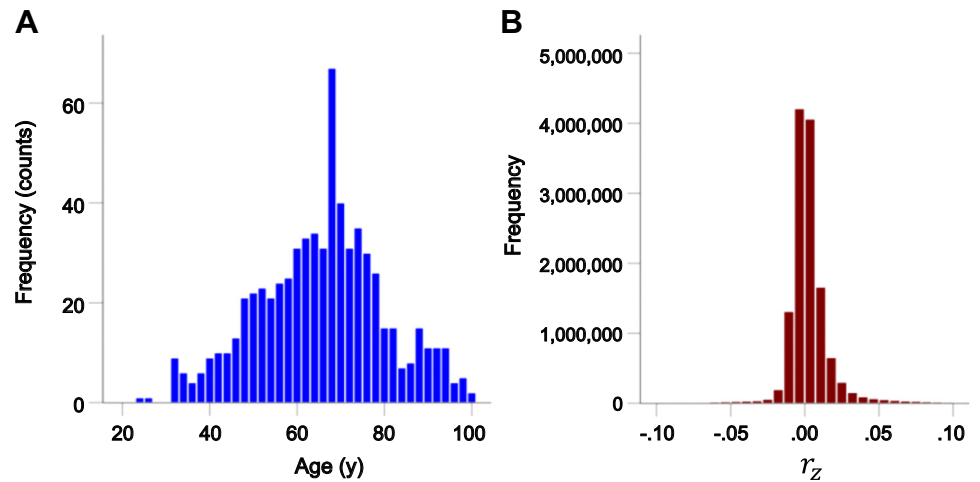 A
Frequency (counts)
60
40
20
0
20 40 60 80 100
Age (y)
B
Frequency
5,000,000
4,000,000
3,000,000
2,000,000
1,000,000
0
-.10 -.05 .00 .05 .10
r_Z